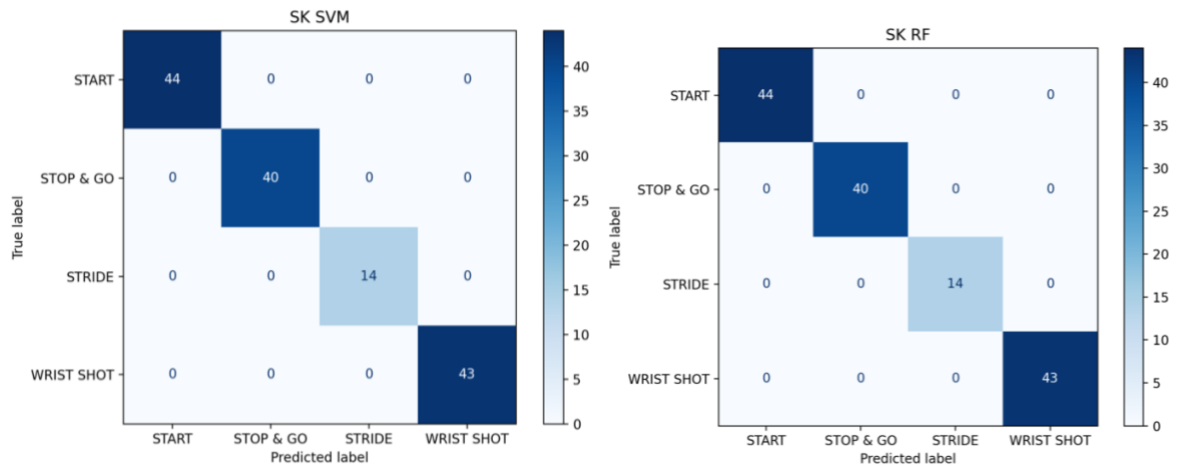 SK SVM
START 44 0 0 0
STOP & GO 0 40 0 0
STRIDE 0 0 14 0
WRIST SHOT 0 0 0 43
START STOP & GO STRIDE WRIST SHOT
Predicted label
True label
40
35
30
25
20
15
10
5
0
SK RF
START 44 0 0 0
STOP & GO 0 40 0 0
STRIDE 0 0 14 0
WRIST SHOT 0 0 0 43
START STOP & GO STRIDE WRIST SHOT
Predicted label
True label
40
35
30
25
20
15
10
5
0